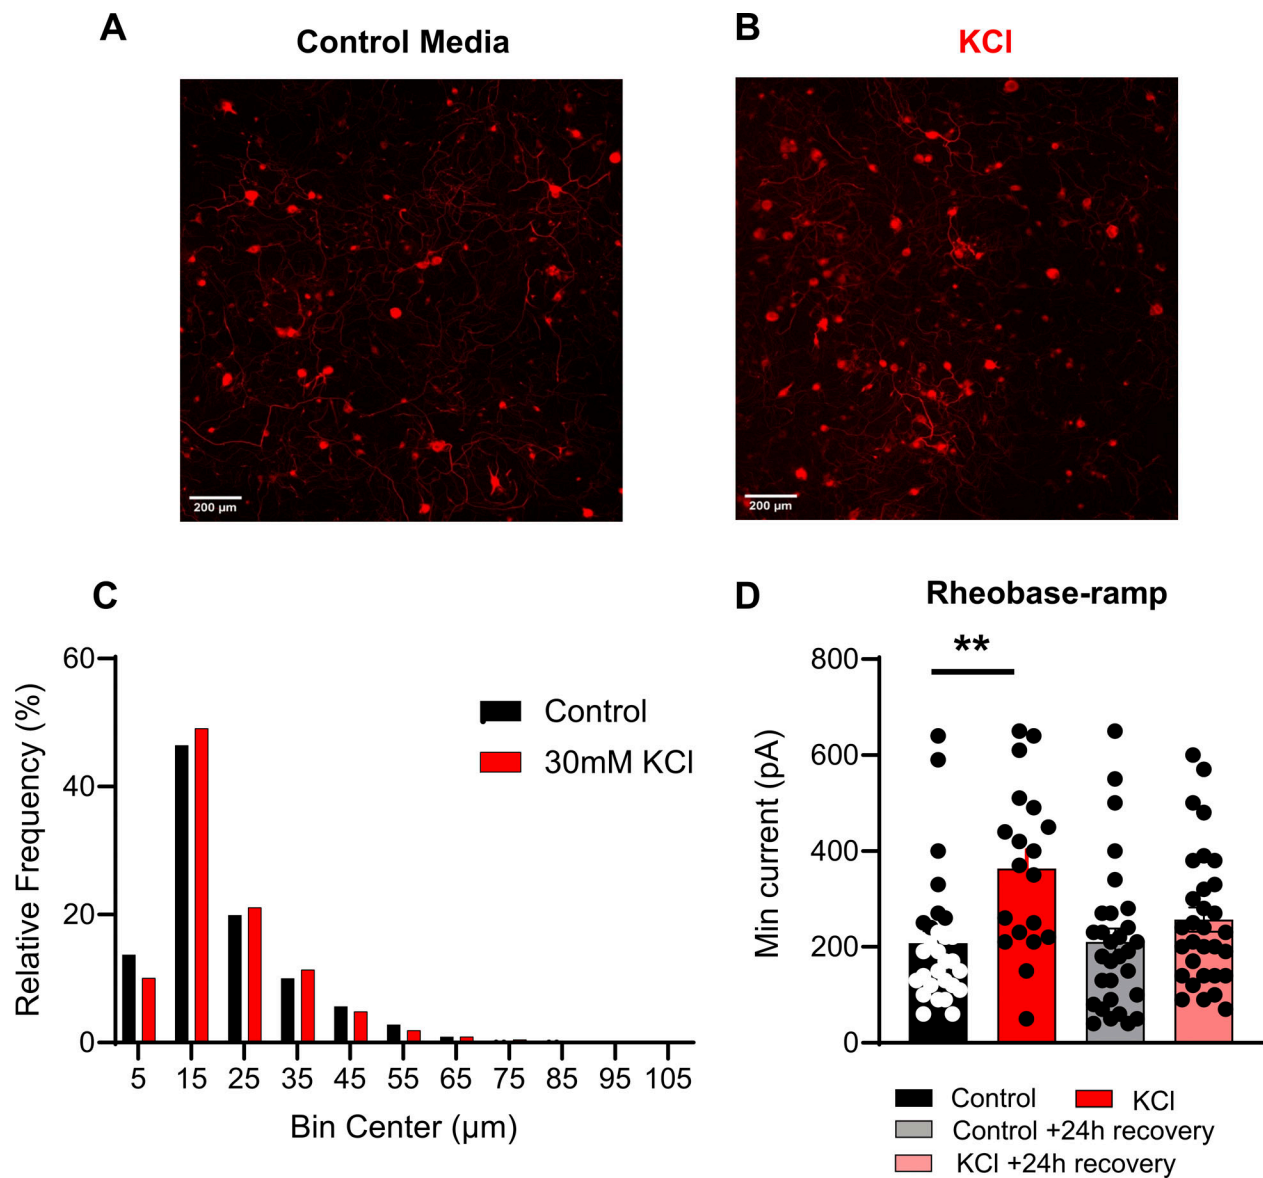 A
Control Media
200 µm
B
KCl
200 µm
C
Relative Frequency (%)
60
40
20
0
Control
30mM KCl
5 15 25 35 45 55 65 75 85 95 105
Bin Center (µm)
D
Rheobase-ramp
**
Min current (pA)
800
600
400
200
0
Control KCl
Control +24h recovery
KCl +24h recovery